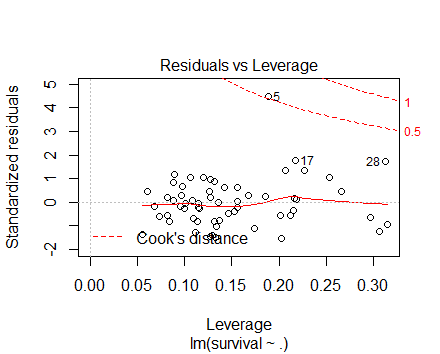 Residuals vs Leverage
Standardized residuals
5
4
3
2
1
0
-2
5
17
28
1
0.5
Cook's distance
0.00 0.05 0.10 0.15 0.20 0.25 0.30
Leverage
lm(survival ~ .)